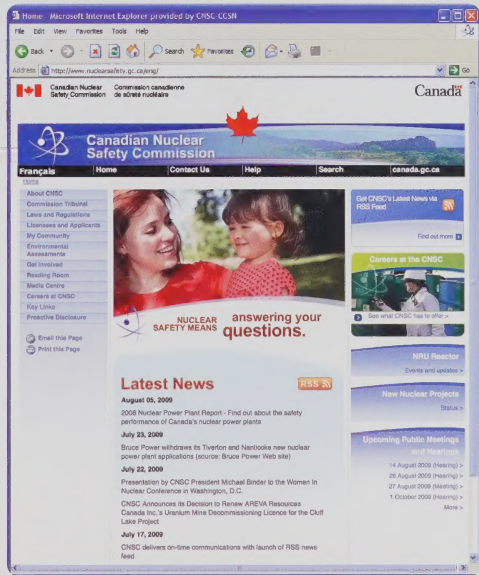 Home - Microsoft Internet Explorer provided by CNSC-CCSN
File Edit View Favorites Tools Help
Back Search Favorites
Address http://www.nuclearsafety.gc.ca/eng/ Go
Canadian Nuclear Safety Commission
Commission canadienne de sûreté nucléaire
Canada
Canadian Nuclear
Safety Commission
Français Home Contact Us Help Search canada.gc.ca
Home
About CNSC
Commission Tribunal
Laws and Regulations
Licensees and Applicants
My Community
Environmental
Assessments
Get Involved
Reading Room
Media Centre
Careers at CNSC
Key Links
Proactive Disclosure
Email this Page
Print this Page
NUCLEAR
SAFETY MEANS
answering your
questions.
Latest News RSS
August 05, 2009
2008 Nuclear Power Plant Report - Find out about the safety
performance of Canada's nuclear power plants
July 23, 2009
Bruce Power withdraws its Tiverton and Nanticoke new nuclear
power plant applications (source: Bruce Power Web site)
July 22, 2009
Presentation by CNSC President Michael Binder to the Women In
Nuclear Conference in Washington, D.C.
CNSC Announces its Decision to Renew AREVA Resources
Canada Inc.'s Uranium Mine Decommissioning Licence for the Cluff
Lake Project
July 17, 2009
CNSC delivers on-time communications with launch of RSS news
feed
Get CNSC's Latest News via
RSS Feed
Find out more
Careers at the CNSC
See what CNSC has to offer »
NRU Reactor
Events and updates »
New Nuclear Projects
Status »
Upcoming Public Meetings
and Hearings
14 August 2009 (Hearing) »
26 August 2009 (Hearing) »
27 August 2009 (Hearing) »
1 October 2009 (Hearing) »
More »